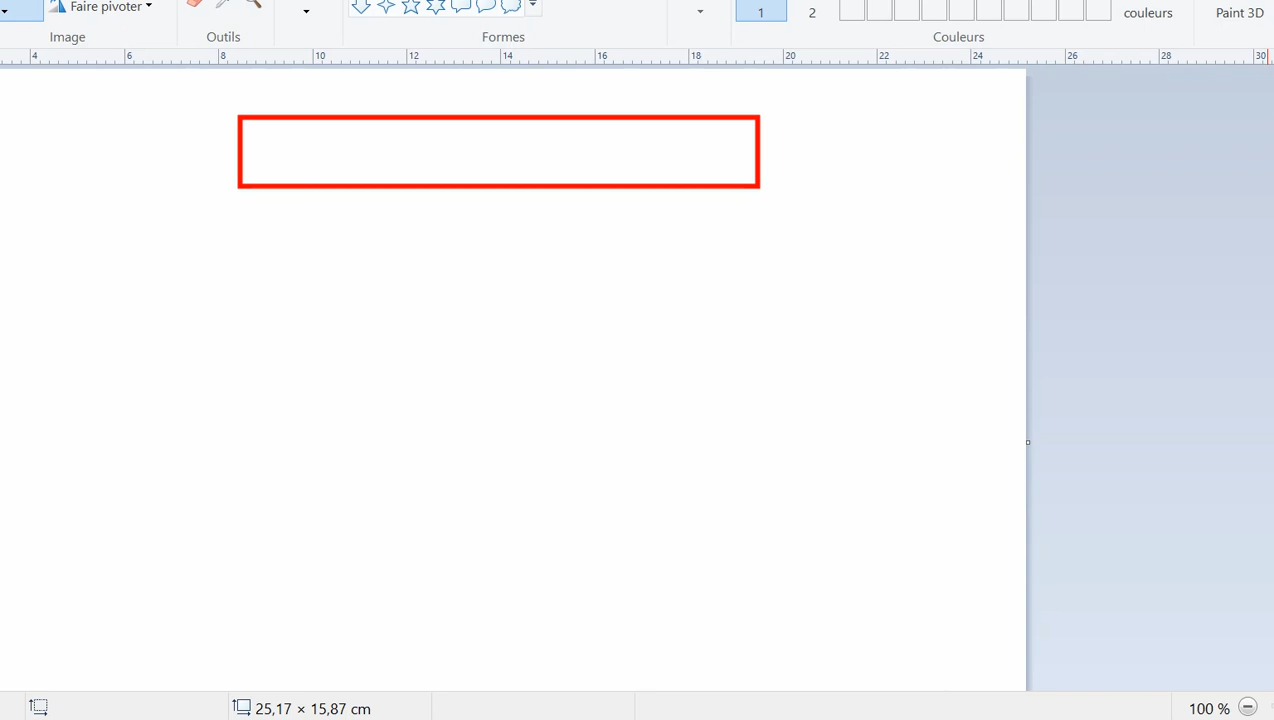 Faire pivoter
1 2 couleurs Paint 3D
Image Outils Formes Couleurs
4 6 8 10 12 14 16 18 20 22 24 26 28 30
25,17 × 15,87 cm 100 %